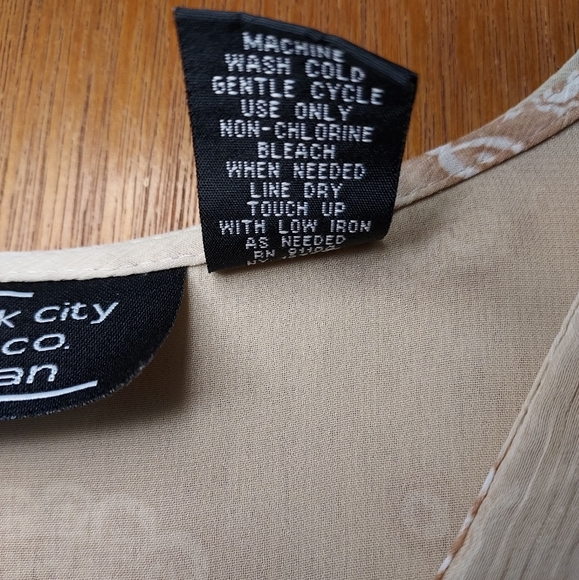 MACHINE
WASH COLD
GENTLE CYCLE
USE ONLY
NON-CHLORINE
BLEACH
WHEN NEEDED
LINE DRY
TOUCH UP
WITH LOW IRON
AS NEEDED
RN
k City
co.
an